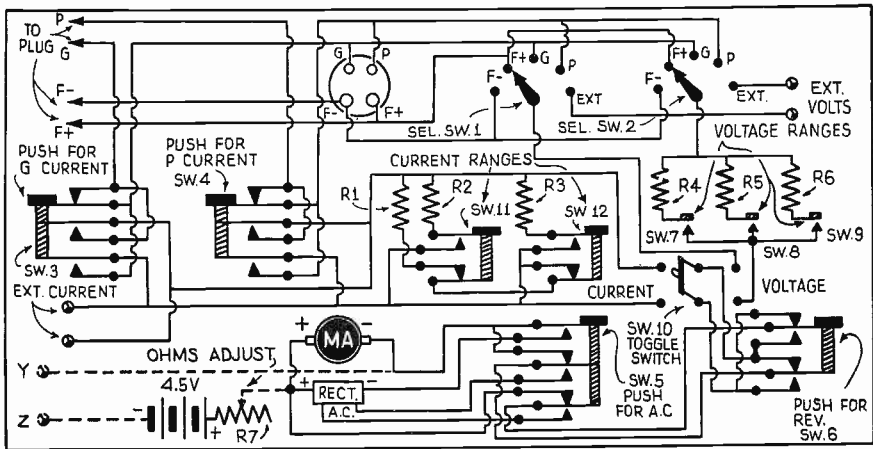 TO PLUG
P
G
F-
F+
G
P
F-
F+
F-
F+
G
P
EXT
SEL. SW.1
F-
F+
G
P
EXT.
SEL. SW.2
EXT. VOLTS
VOLTAGE RANGES
PUSH FOR G CURRENT
SW.3
PUSH FOR P CURRENT
SW.4
CURRENT RANGES
R1
R2
SW.11
R3
SW.12
R4
R5
R6
SW.7
SW.8
SW.9
EXT. CURRENT
CURRENT
VOLTAGE
SW.10 TOGGLE SWITCH
+
MA
-
OHMS ADJUST
Y
4.5V
Z
-
+
R7
+
RECT.
-
A.C.
SW.5 PUSH FOR A.C
PUSH FOR REV. SW.6